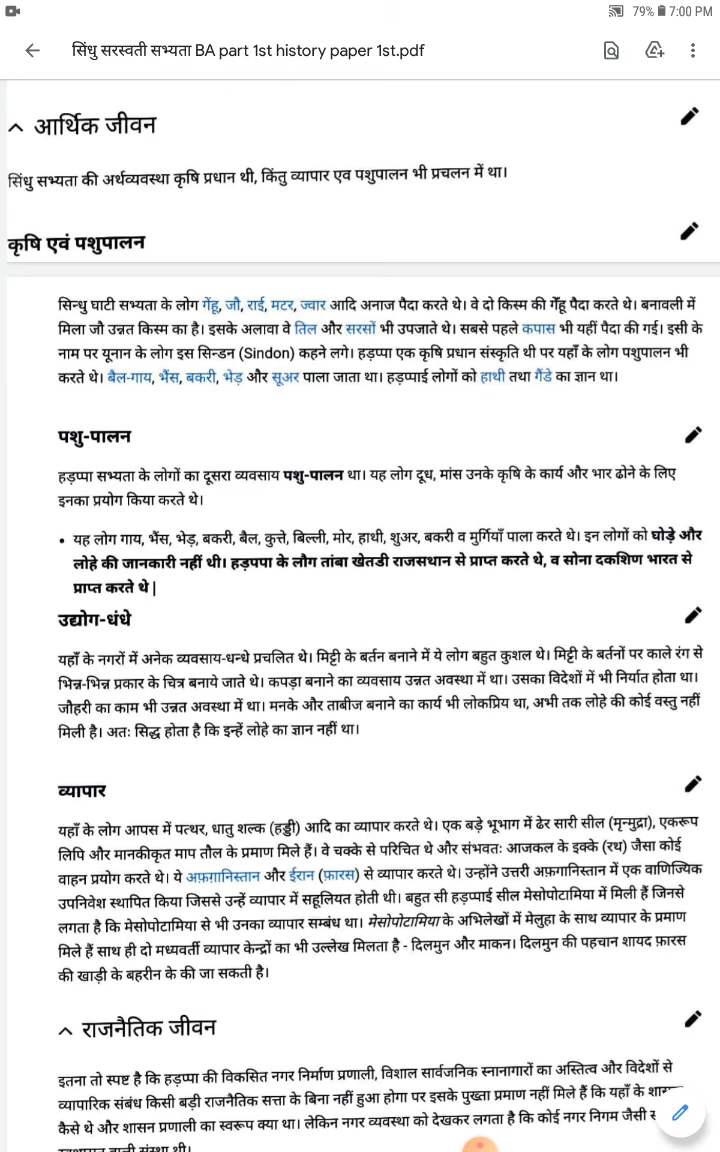 79% 7:00 PM
सिंधु सरस्वती सभ्यता BA part 1st history paper 1st.pdf
आर्थिक जीवन
सिंधु सभ्यता की अर्थव्यवस्था कृषि प्रधान थी, किंतु व्यापार एव पशुपालन भी प्रचलन में था।
कृषि एवं पशुपालन
सिन्धु घाटी सभ्यता के लोग गेंहू, जौ, राई, मटर, ज्वार आदि अनाज पैदा करते थे। वे दो किस्म की गेँहू पैदा करते थे। बनावली में
मिला जौ उन्नत किस्म का है। इसके अलावा वे तिल और सरसों भी उपजाते थे। सबसे पहले कपास भी यहीं पैदा की गई। इसी के
नाम पर यूनान के लोग इस सिन्डन (Sindon) कहने लगे। हड़प्पा एक कृषि प्रधान संस्कृति थी पर यहाँ के लोग पशुपालन भी
करते थे। बैल-गाय, भैंस, बकरी, भेड़ और सूअर पाला जाता था। हड़प्पाई लोगों को हाथी तथा गैंडे का ज्ञान था।
पशु-पालन
हड़प्पा सभ्यता के लोगों का दूसरा व्यवसाय पशु-पालन था। यह लोग दूध, मांस उनके कृषि के कार्य और भार ढोने के लिए
इनका प्रयोग किया करते थे।
• यह लोग गाय, भैंस, भेड़, बकरी, बैल, कुत्ते, बिल्ली, मोर, हाथी, शुअर, बकरी व मुर्गियाँ पाला करते थे। इन लोगों को घोड़े और
लोहे की जानकारी नहीं थी। हड़पपा के लौग तांबा खेतडी राजसथान से प्राप्त करते थे, व सोना दकशिण भारत से
प्राप्त करते थे |
उद्योग-धंधे
यहाँ के नगरों में अनेक व्यवसाय-धन्धे प्रचलित थे। मिट्टी के बर्तन बनाने में ये लोग बहुत कुशल थे। मिट्टी के बर्तनों पर काले रंग से
भिन्न-भिन्न प्रकार के चित्र बनाये जाते थे। कपड़ा बनाने का व्यवसाय उन्नत अवस्था में था। उसका विदेशों में भी निर्यात होता था।
जौहरी का काम भी उन्नत अवस्था में था। मनके और ताबीज बनाने का कार्य भी लोकप्रिय था, अभी तक लोहे की कोई वस्तु नहीं
मिली है। अतः सिद्ध होता है कि इन्हें लोहे का ज्ञान नहीं था।
व्यापार
यहाँ के लोग आपस में पत्थर, धातु शल्क (हड्डी) आदि का व्यापार करते थे। एक बड़े भूभाग में ढेर सारी सील (मृन्मुद्रा), एकरूप
लिपि और मानकीकृत माप तौल के प्रमाण मिले हैं। वे चक्के से परिचित थे और संभवतः आजकल के इक्के (रथ) जैसा कोई
वाहन प्रयोग करते थे। ये अफ़ग़ानिस्तान और ईरान (फ़ारस) से व्यापार करते थे। उन्होंने उत्तरी अफ़गानिस्तान में एक वाणिज्यिक
उपनिवेश स्थापित किया जिससे उन्हें व्यापार में सहूलियत होती थी। बहुत सी हड़प्पाई सील मेसोपोटामिया में मिली हैं जिनसे
लगता है कि मेसोपोटामिया से भी उनका व्यापार सम्बंध था। मेसोपोटामिया के अभिलेखों में मेलुहा के साथ व्यापार के प्रमाण
मिले हैं साथ ही दो मध्यवर्ती व्यापार केन्द्रों का भी उल्लेख मिलता है - दिलमुन और माकन। दिलमुन की पहचान शायद फ़ारस
की खाड़ी के बहरीन के की जा सकती है।
राजनैतिक जीवन
इतना तो स्पष्ट है कि हड़प्पा की विकसित नगर निर्माण प्रणाली, विशाल सार्वजनिक स्नानागारों का अस्तित्व और विदेशों से
व्यापारिक संबंध किसी बड़ी राजनैतिक सत्ता के बिना नहीं हुआ होगा पर इसके पुख्ता प्रमाण नहीं मिले हैं कि यहाँ के
कैसे थे और शासन प्रणाली का स्वरूप क्या था। लेकिन नगर व्यवस्था को देखकर लगता है कि कोई नगर निगम जैसी